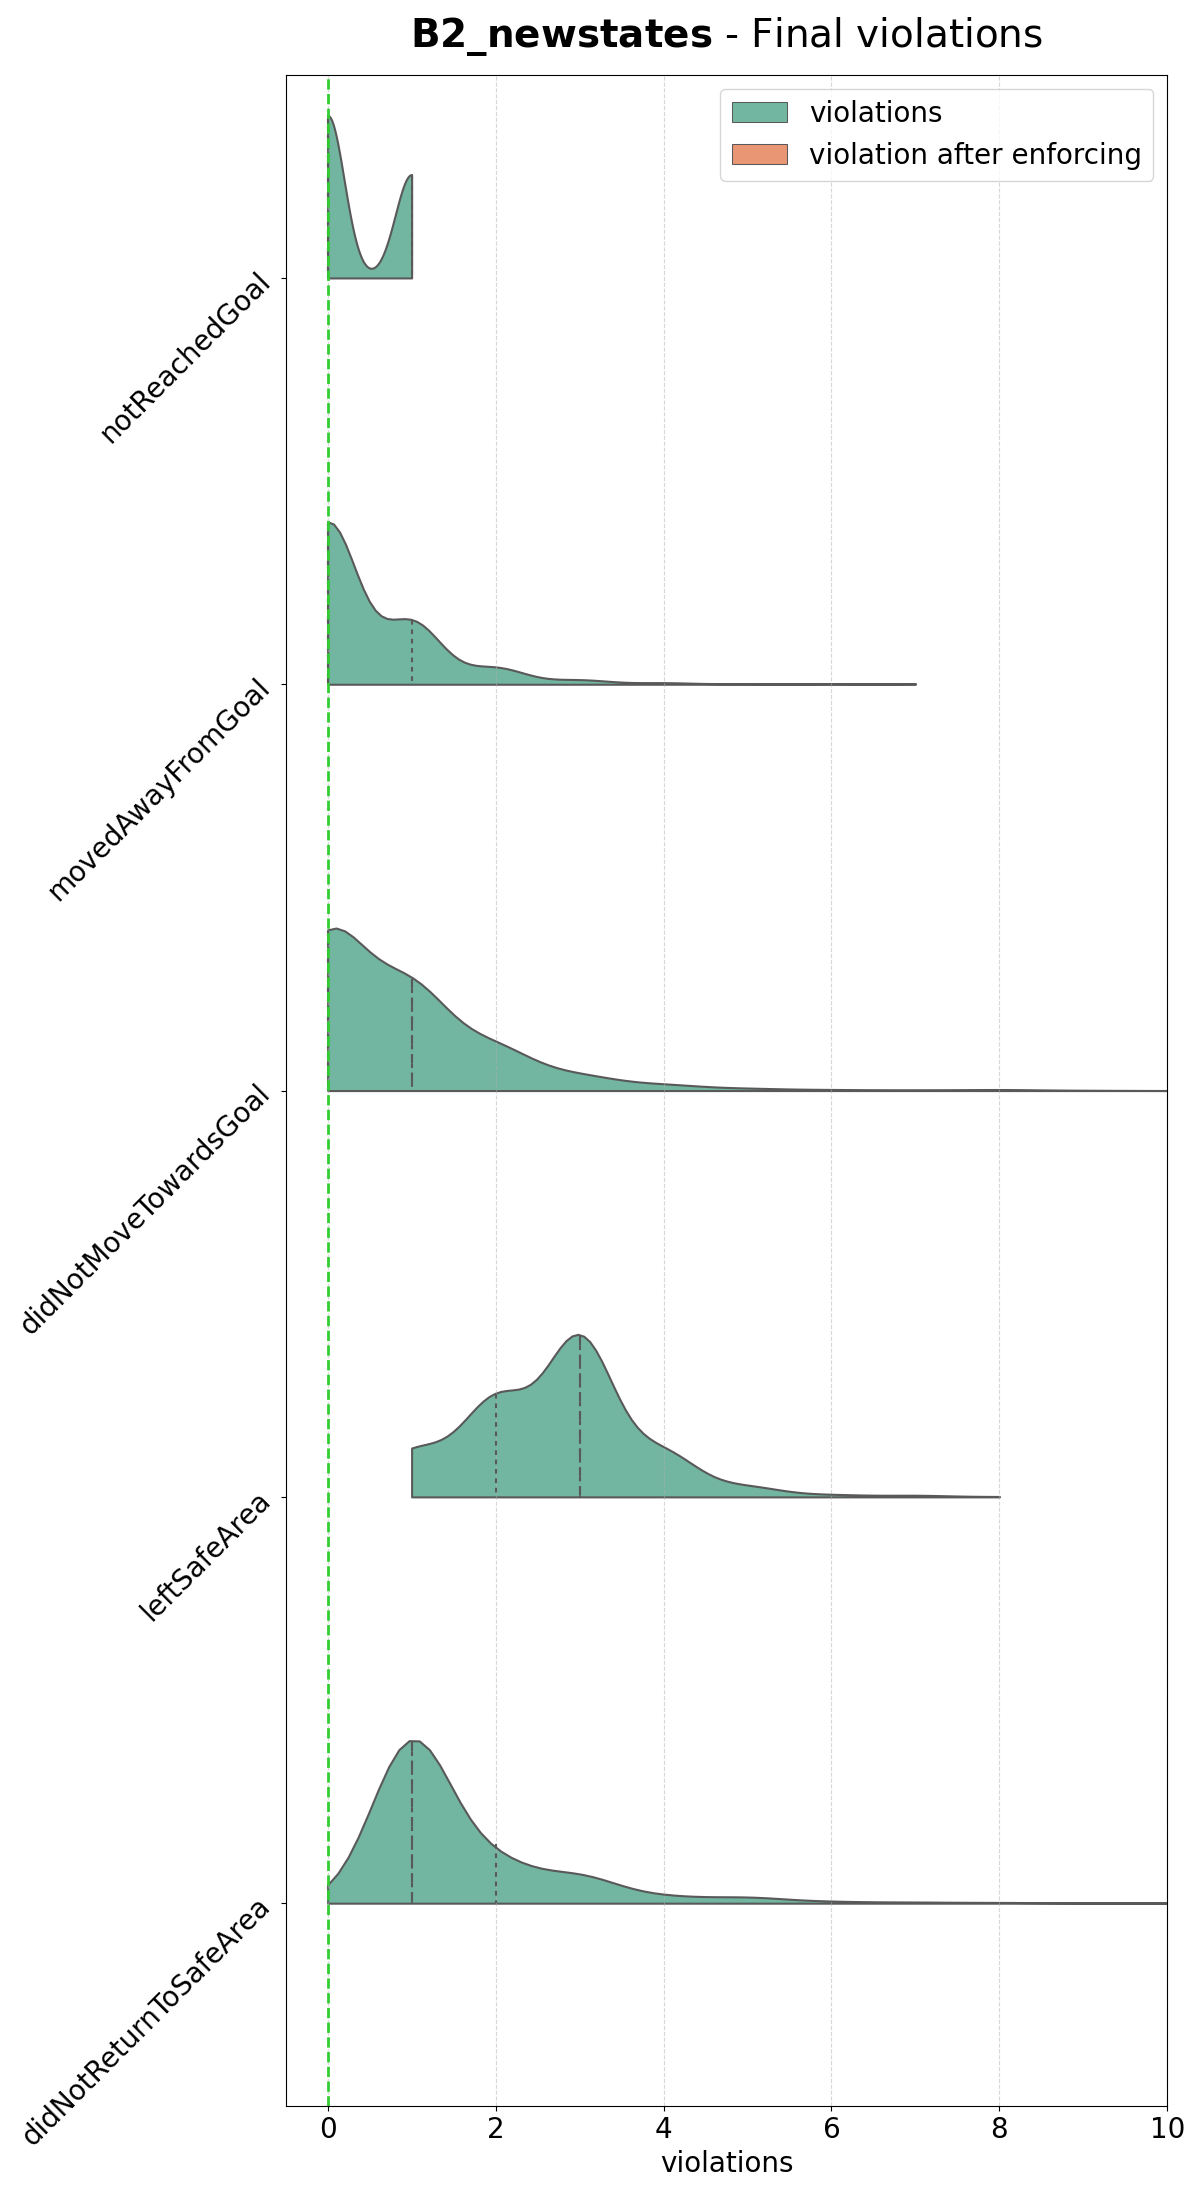 B2_newstates - Final violations
violations
violation after enforcing
notReachedGoal
movedAwayFromGoal
didNotMoveTowardsGoal
leftSafeArea
didNotReturnToSafeArea
0 2 4 6 8 10
violations